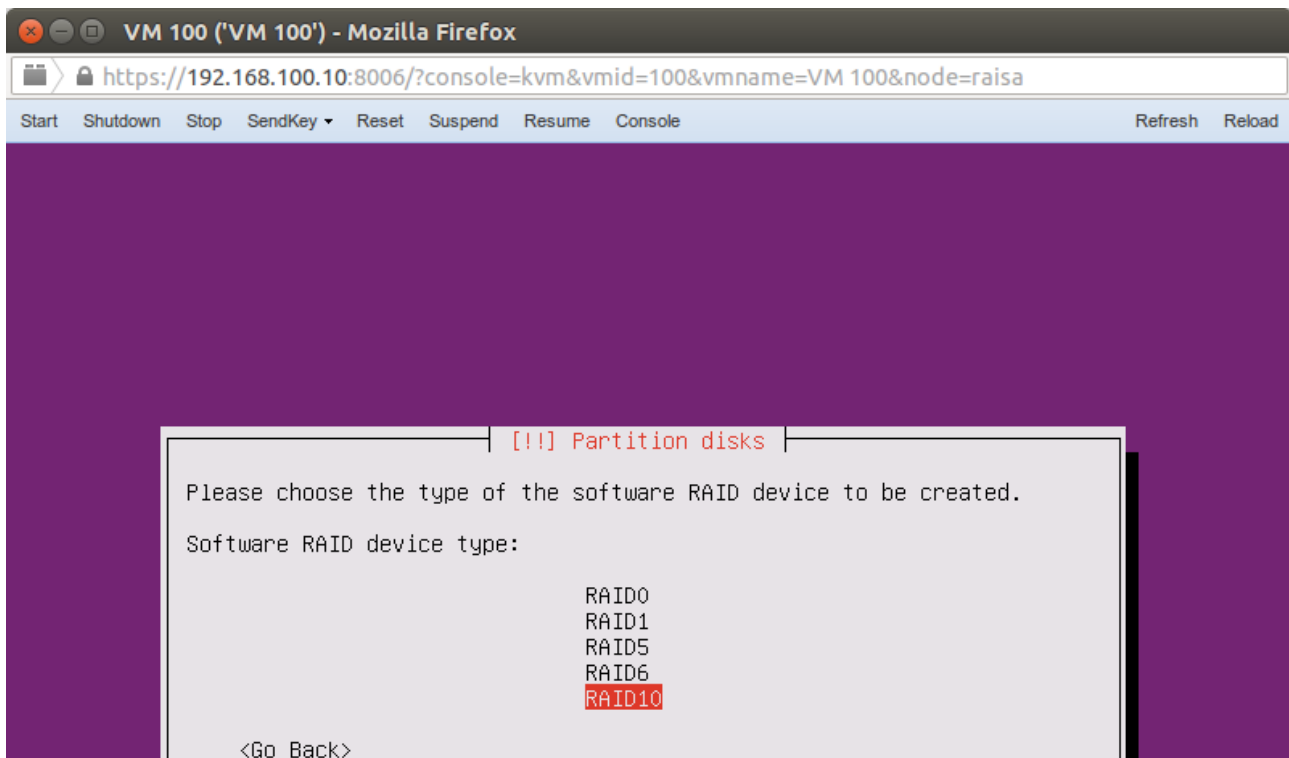 VM 100 ('VM 100') - Mozilla Firefox
https://192.168.100.10:8006/?console=kvm&vmid=100&vmname=VM 100&node=raisa
Start Shutdown Stop SendKey Reset Suspend Resume Console Refresh Reload
[!!] Partition disks
Please choose the type of the software RAID device to be created.
Software RAID device type:
RAID0
RAID1
RAID5
RAID6
RAID10
<Go Back>